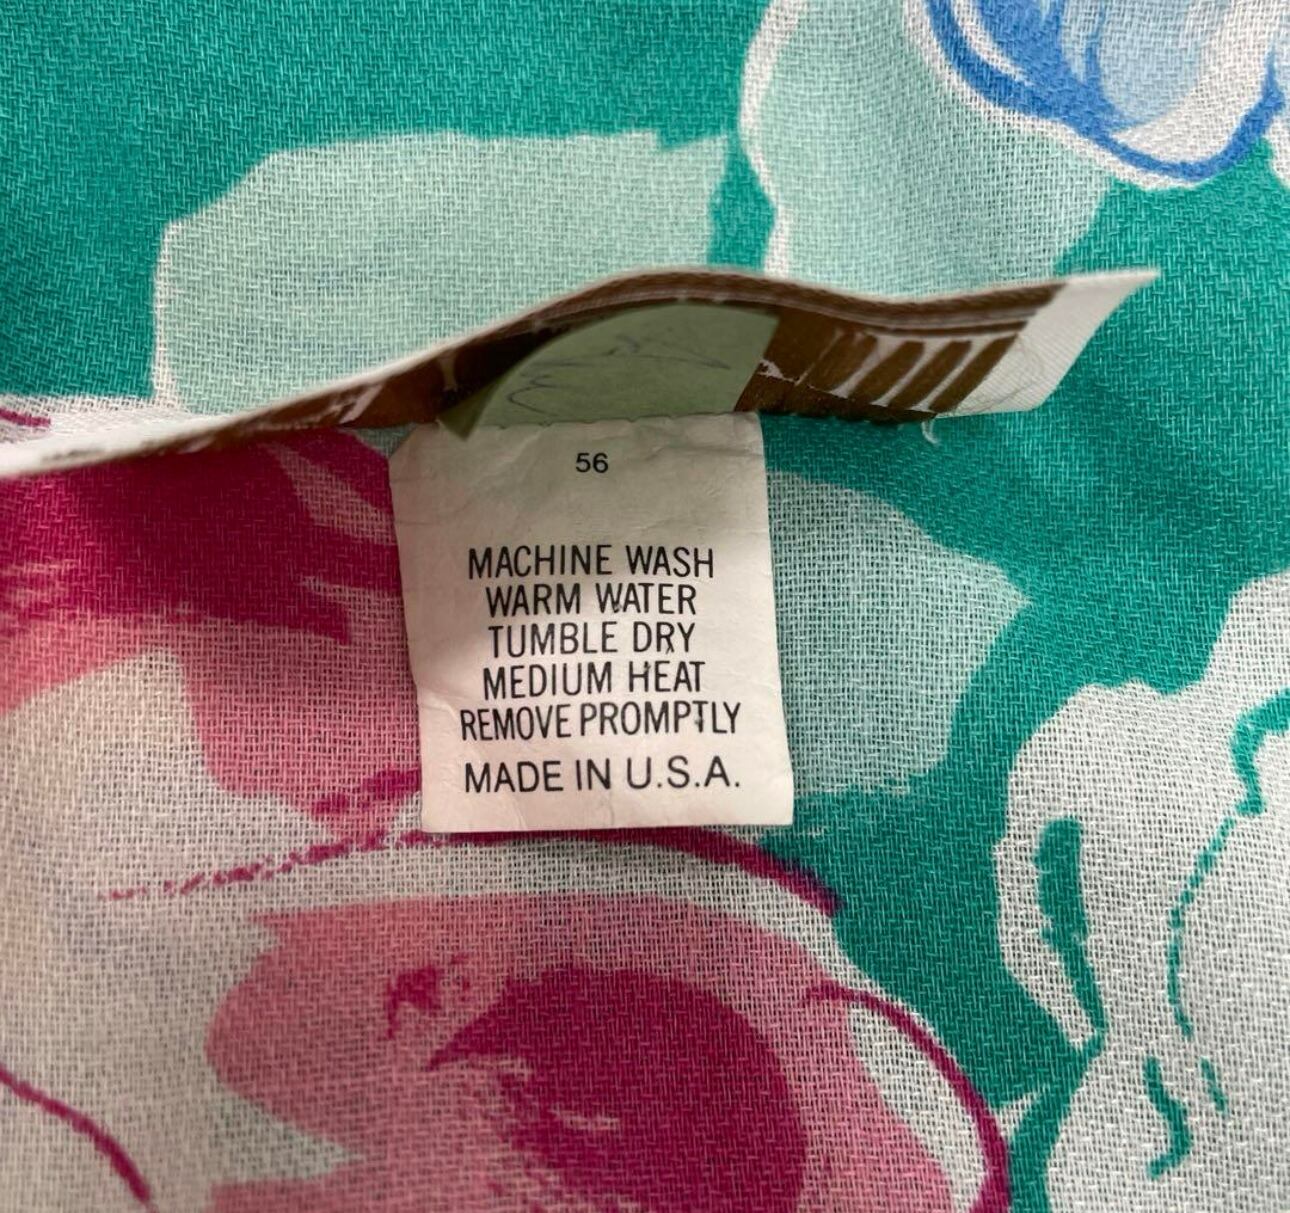 56
MACHINE WASH
WARM WATER
TUMBLE DRY
MEDIUM HEAT
REMOVE PROMPTLY
MADE IN U.S.A.